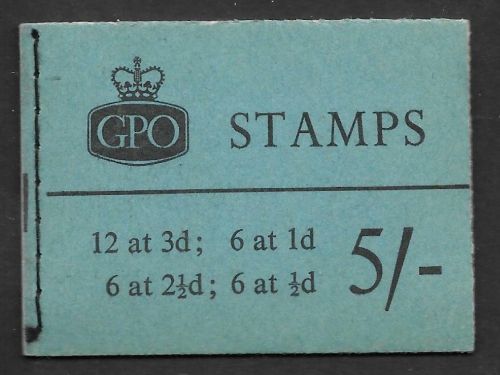 GPO STAMPS
12 at 3d; 6 at 1d
6 at 2½d; 6 at ½d
5/-